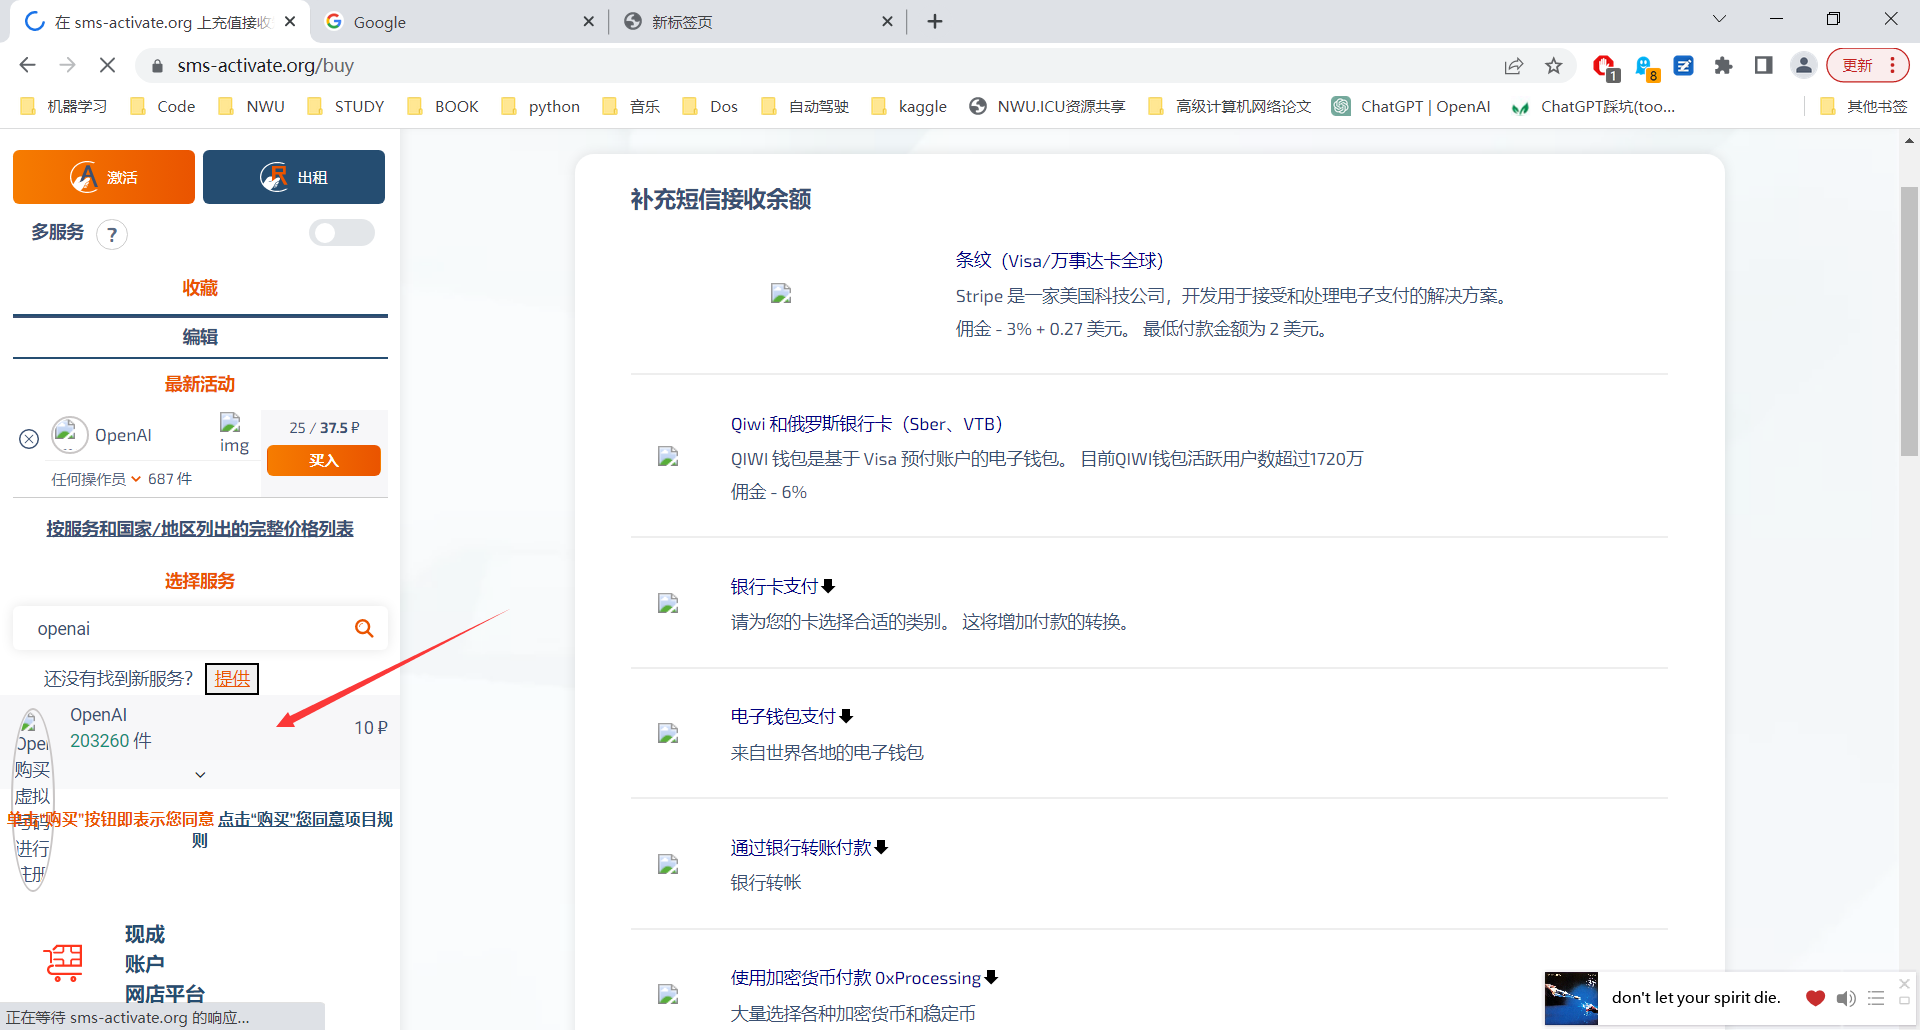 在 sms-activate.org 上充值接收
Google
新标签页
sms-activate.org/buy
1
8
更新
机器学习
Code
NWU
STUDY
BOOK
python
音乐
Dos
自动驾驶
kaggle
NWU.ICU资源共享
高级计算机网络论文
ChatGPT | OpenAI
ChatGPT踩坑(too...
其他书签
激活
出租
多服务 ?
收藏
编辑
最新活动
OpenAI
img
25 / 37.5 ₽
买入
任何操作员 687 件
按服务和国家/地区列出的完整价格列表
选择服务
openai
还没有找到新服务？ 提供
OpenAI
203260 件
10 ₽
购买
虚拟
号码
进行
注册
单击“购买”按钮即表示您同意 点击“购买”您同意项目规
则
现成
账户
网店平台
正在等待 sms-activate.org 的响应...
补充短信接收余额
条纹（Visa/万事达卡全球）
Stripe 是一家美国科技公司，开发用于接受和处理电子支付的解决方案。
佣金 - 3% + 0.27 美元。 最低付款金额为 2 美元。
Qiwi 和俄罗斯银行卡（Sber、VTB）
QIWI 钱包是基于 Visa 预付账户的电子钱包。 目前QIWI钱包活跃用户数超过1720万
佣金 - 6%
银行卡支付
请为您的卡选择合适的类别。 这将增加付款的转换。
电子钱包支付
来自世界各地的电子钱包
通过银行转账付款
银行转帐
使用加密货币付款 0xProcessing
大量选择各种加密货币和稳定币
don't let your spirit die.